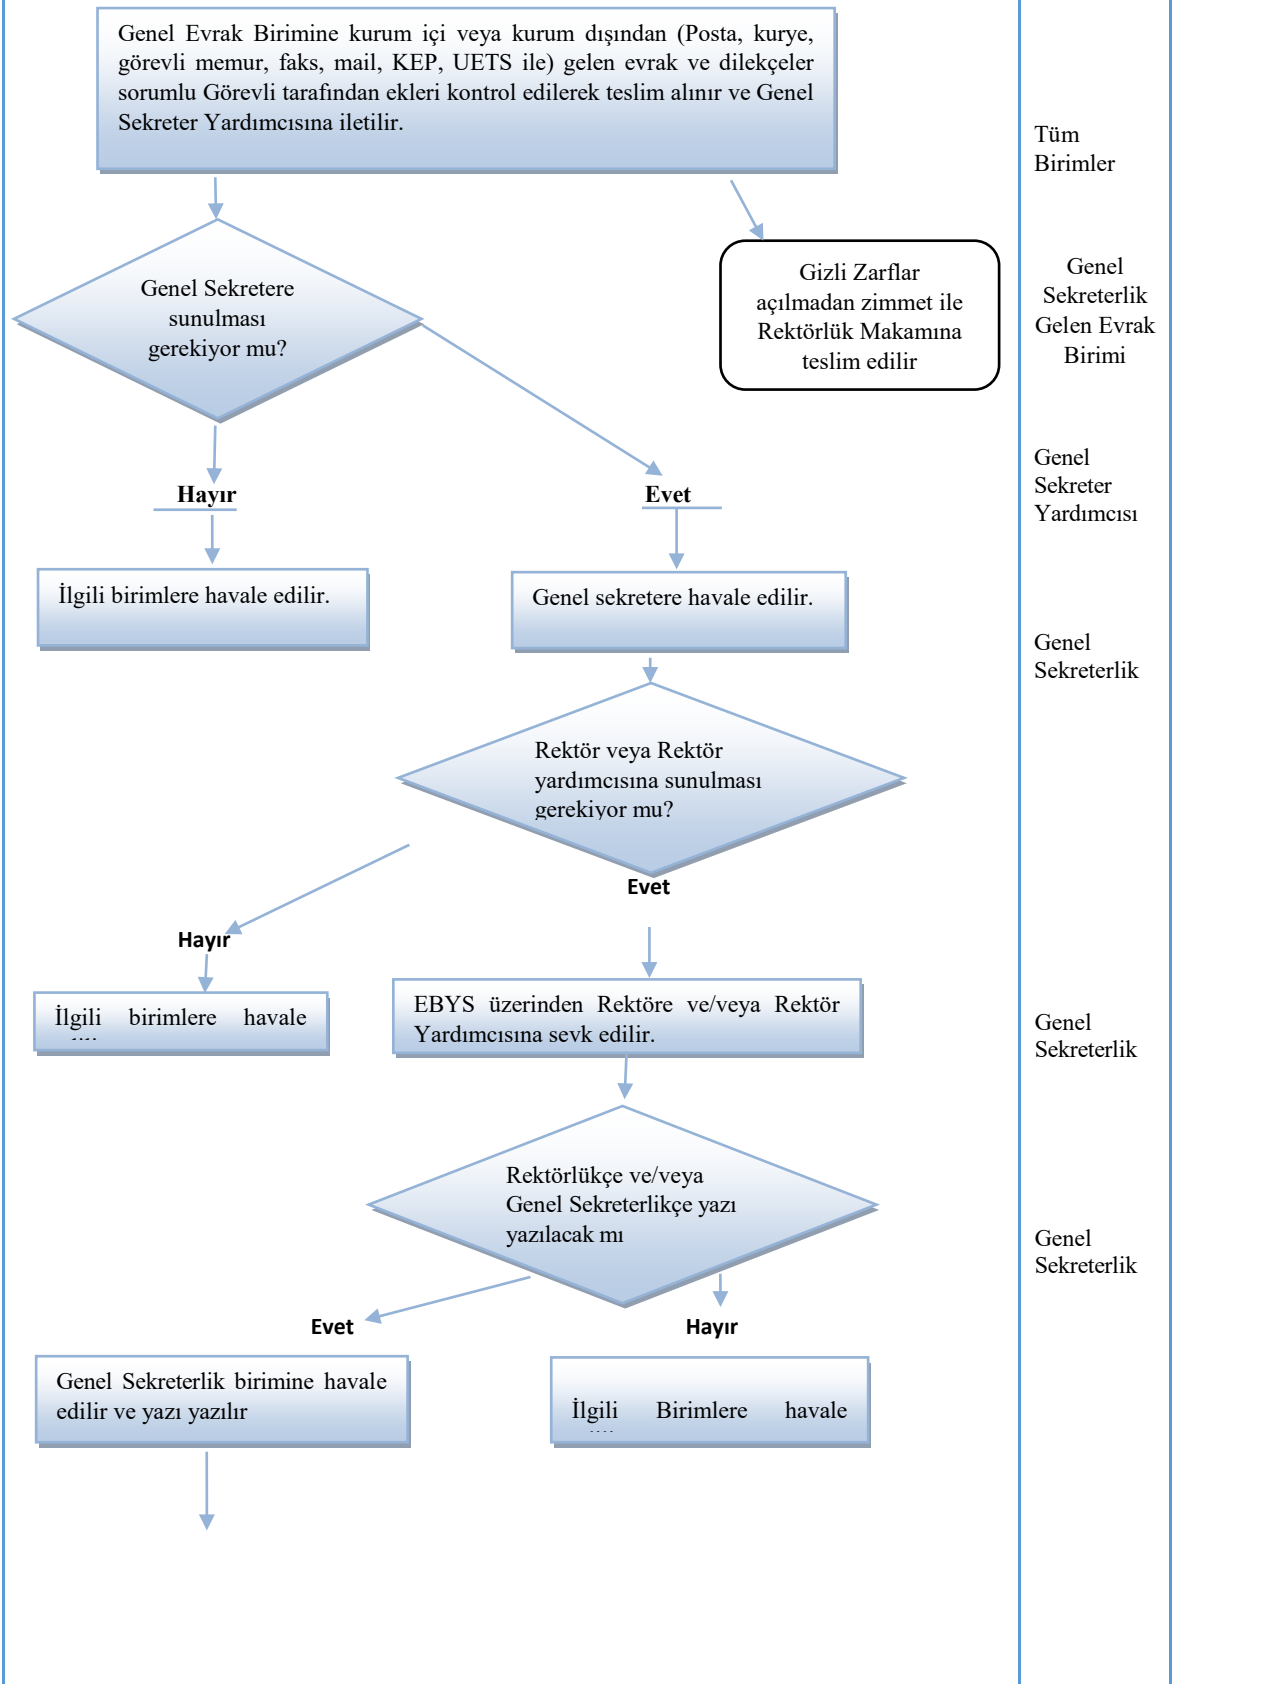 Genel Evrak Birimine kurum içi veya kurum dışından (Posta, kurye,
görevli memur, faks, mail, KEP, UETS ile) gelen evrak ve dilekçeler
sorumlu Görevli tarafından ekleri kontrol edilerek teslim alınır ve Genel
Sekreter Yardımcısına iletilir.
Tüm
Birimler
Genel Sekretere
sunulması
gerekiyor mu?
Gizli Zarflar
açılmadan zimmet ile
Rektörlük Makamına
teslim edilir
Genel
Sekreterlik
Gelen Evrak
Birimi
Genel
Sekreter
Yardımcısı
Hayır
Evet
İlgili birimlere havale edilir.
Genel sekretere havale edilir.
Genel
Sekreterlik
Rektör veya Rektör
yardımcısına sunulması
gerekiyor mu?
Evet
Hayır
İlgili birimlere havale
EBYS üzerinden Rektöre ve/veya Rektör
Yardımcısına sevk edilir.
Genel
Sekreterlik
Rektörlükçe ve/veya
Genel Sekreterlikçe yazı
yazılacak mı
Genel
Sekreterlik
Evet
Hayır
Genel Sekreterlik birimine havale
edilir ve yazı yazılır
İlgili Birimlere havale